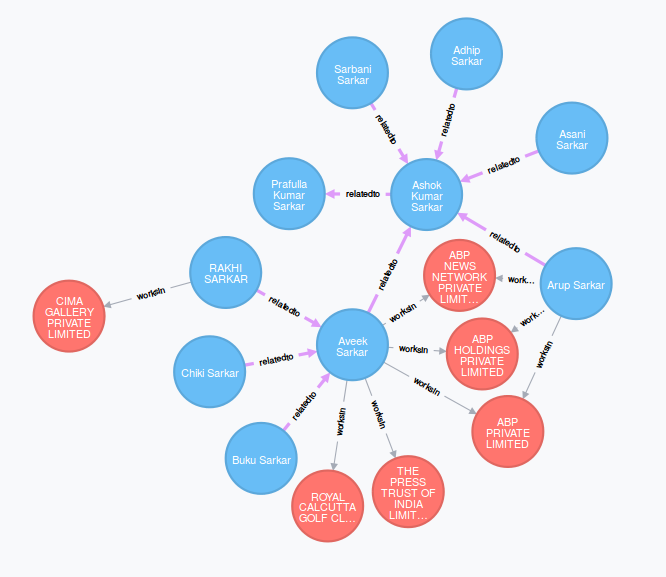 Adhip
Sarkar
Sarbani
Sarkar
relatedto
relatedto
Asani
Sarkar
relatedto
Prafulla
Kumar
Sarkar
relatedto
Ashok
Kumar
Sarkar
relatedto
relatedto
RAKHI
SARKAR
ABP
NEWS
NETWORK
PRIVATE
LIMIT...
work...
Arup Sarkar
CIMA
GALLERY
PRIVATE
LIMITED
worksIn
relatedto
worksIn
work...
Aveek
Sarkar
worksIn
ABP
HOLDINGS
PRIVATE
LIMITED
worksIn
Chiki Sarkar
relatedto
worksIn
relatedto
worksIn
worksIn
ABP
PRIVATE
LIMITED
Buku Sarkar
ROYAL
CALCUTTA
GOLF CL...
THE
PRESS
TRUST OF
INDIA
LIMIT...